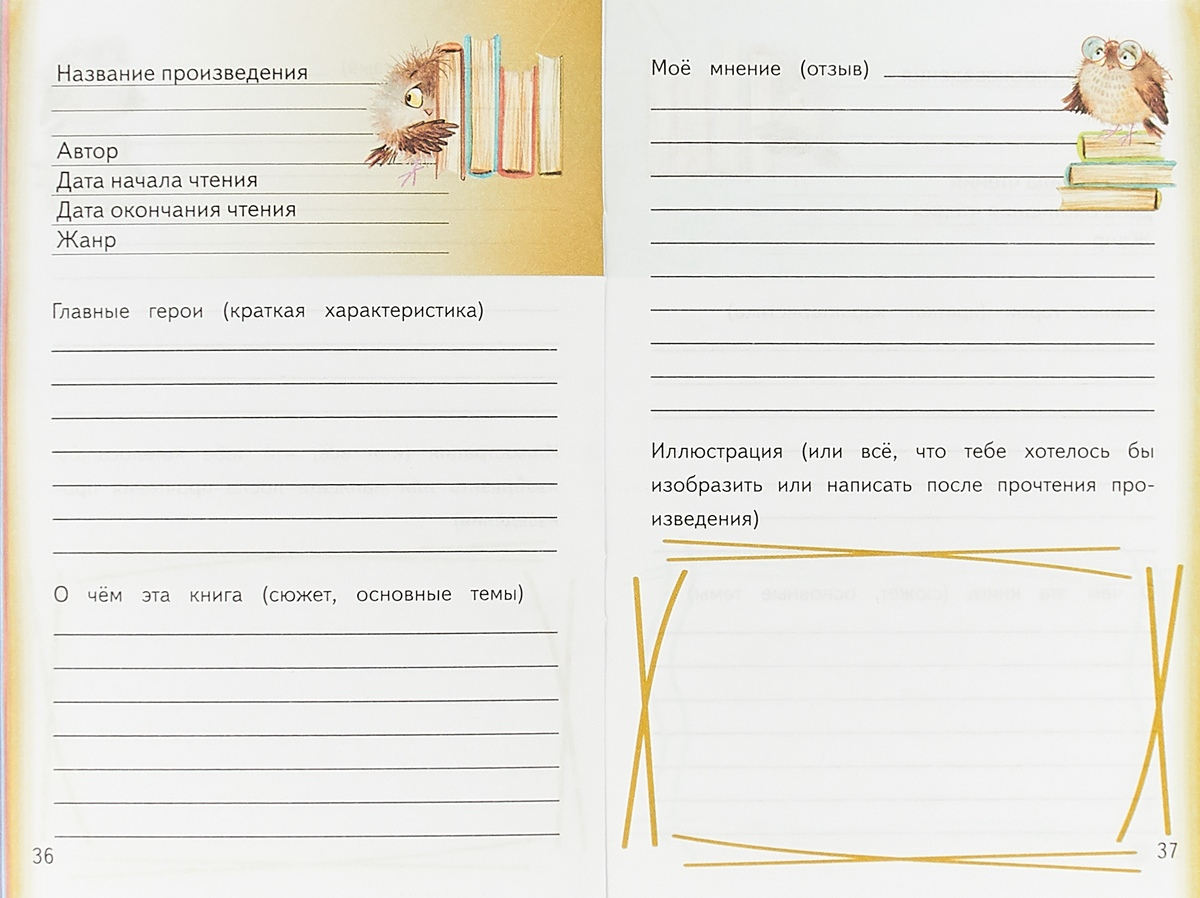 Название произведения
Автор
Дата начала чтения
Дата окончания чтения
Жанр
Главные герои (краткая характеристика)
О чём эта книга (сюжет, основные темы)
36
Моё мнение (отзыв)
Иллюстрация (или всё, что тебе хотелось бы
изобразить или написать после прочтения про-
изведения)
37